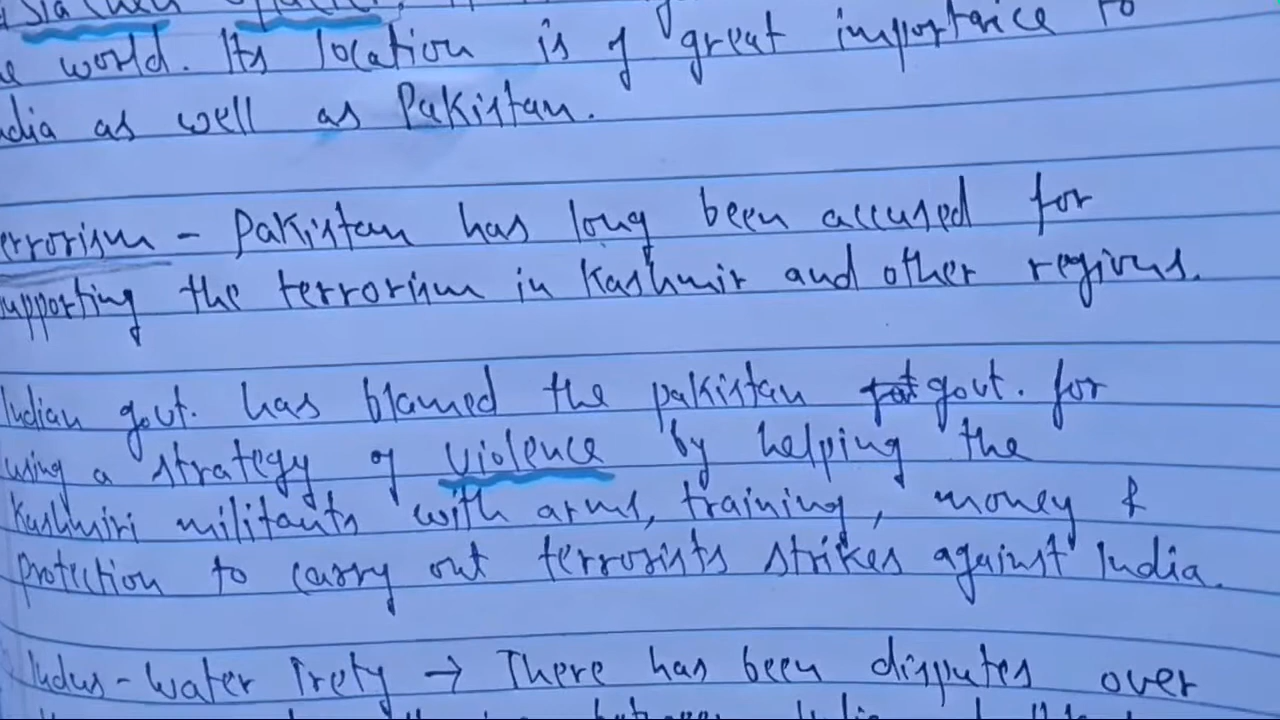 Siachen
world. Its location is of great importance to
as well as Pakistan.
errorism - Pakistan has long been accused for
upporting the terrorism in Kashmir and other regions.
Indian govt. has blamed the pakistan govt. for
using a strategy of violence by helping the
Kashmiri militants with arms, training, money &
protection to carry out terrorists strikes against India.
Indus-Water Trety → There has been disputes over